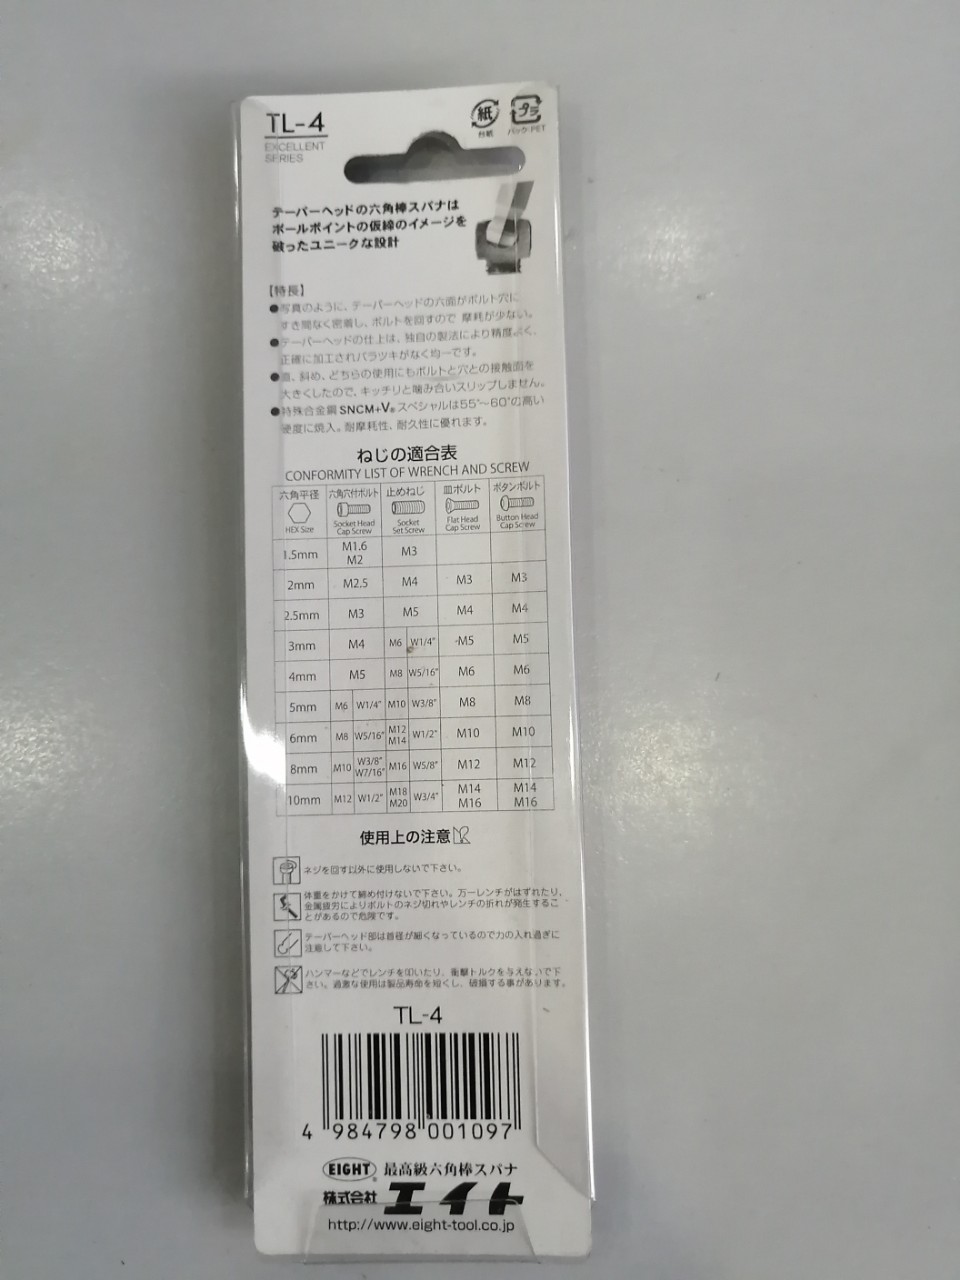 TL-4
EXCELLENT
SERIES
紙
台紙
プラ
パック:PET
テーパーヘッドの六角棒スパナは
ボールポイントの仮締のイメージを
破ったユニークな設計
【特長】
●写真のように、テーパーヘッドの六面がボルト穴に
すき間なく密着し、ボルトを回すので 摩耗が少ない。
●テーパーヘッドの仕上は、独自の製法により精度よく、
正確に加工されバラツキがなく均一です。
●直、斜め、どちらの使用にもボルトと穴との接触面を
大きくしたので、キッチリと噛み合いスリップしません。
●特殊合金鋼SNCM+V®スペシャルは55°〜60°の高い
硬度に焼入。耐摩耗性、耐久性に優れます。
ねじの適合表
CONFORMITY LIST OF WRENCH AND SCREW
六角平径 六角穴付ボルト 止めねじ 皿ボルト ボタンボルト
HEX Size Socket Head Cap Screw Socket Set Screw Flat Head Cap Screw Button Head Cap Screw
1.5mm M1.6 M2 M3
2mm M2.5 M4 M3 M3
2.5mm M3 M5 M4 M4
3mm M4 M6 W1/4" M5 M5
4mm M5 M8 W5/16" M6 M6
5mm M6 W1/4" M10 W3/8" M8 M8
6mm M8 W5/16" M12 M14 W1/2" M10 M10
8mm M10 W3/8" W7/16" M16 W5/8" M12 M12
10mm M12 W1/2" M18 M20 W3/4" M14 M16 M14 M16
使用上の注意
ネジを回す以外に使用しないで下さい。
体重をかけて締め付けないで下さい。万一レンチがはずれたり、
金属疲労によりボルトのネジ切れやレンチの折れが発生するこ
とがあるので危険です。
テーパーヘッド部は首径が細くなっているので力の入れ過ぎに
注意して下さい。
ハンマーなどでレンチを叩いたり、衝撃トルクを与えないで下
さい。過激な使用は製品寿命を短くし、破損する事があります。
TL-4
4 984798 001097
EIGHT® 最高級六角棒スパナ
株式会社 エイト
http://www.eight-tool.co.jp